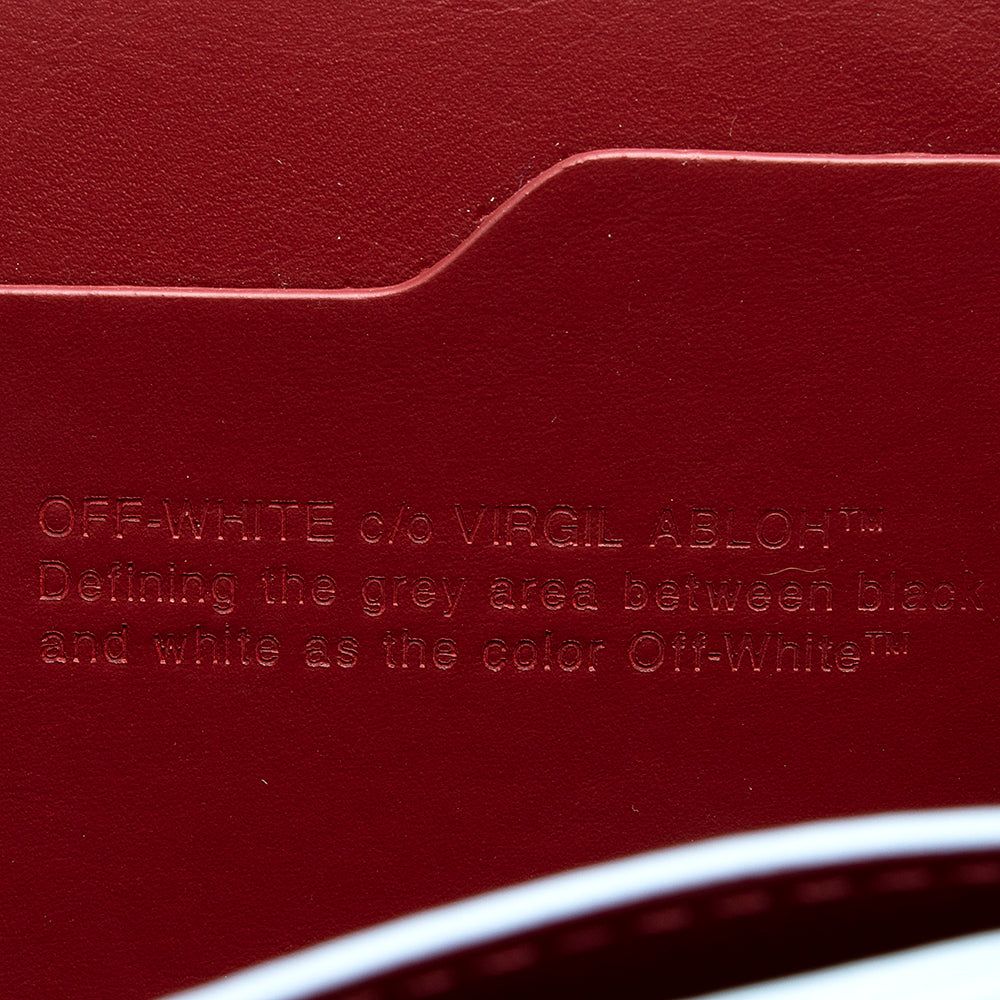 OFF-WHITE c/o VIRGIL ABLOH™
Defining the grey area between black
and white as the color Off-White™